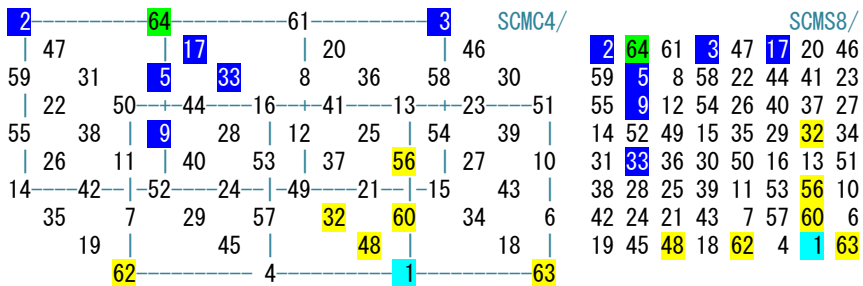 2 64 61 3 SCMC4/ SCMS8/
47 17 20 46 2 64 61 3 47 17 20 46
59 31 5 33 8 36 58 30 59 5 8 58 22 44 41 23
22 50 44 16 41 13 23 51 55 9 12 54 26 40 37 27
55 38 9 28 12 25 54 39 14 52 49 15 35 29 32 34
26 11 40 53 37 56 27 10 31 33 36 30 50 16 13 51
14 42 52 24 49 21 15 43 38 28 25 39 11 53 56 10
35 7 29 57 32 60 34 6 42 24 21 43 7 57 60 6
19 45 48 18 19 45 48 18 62 4 1 63
62 4 1 63